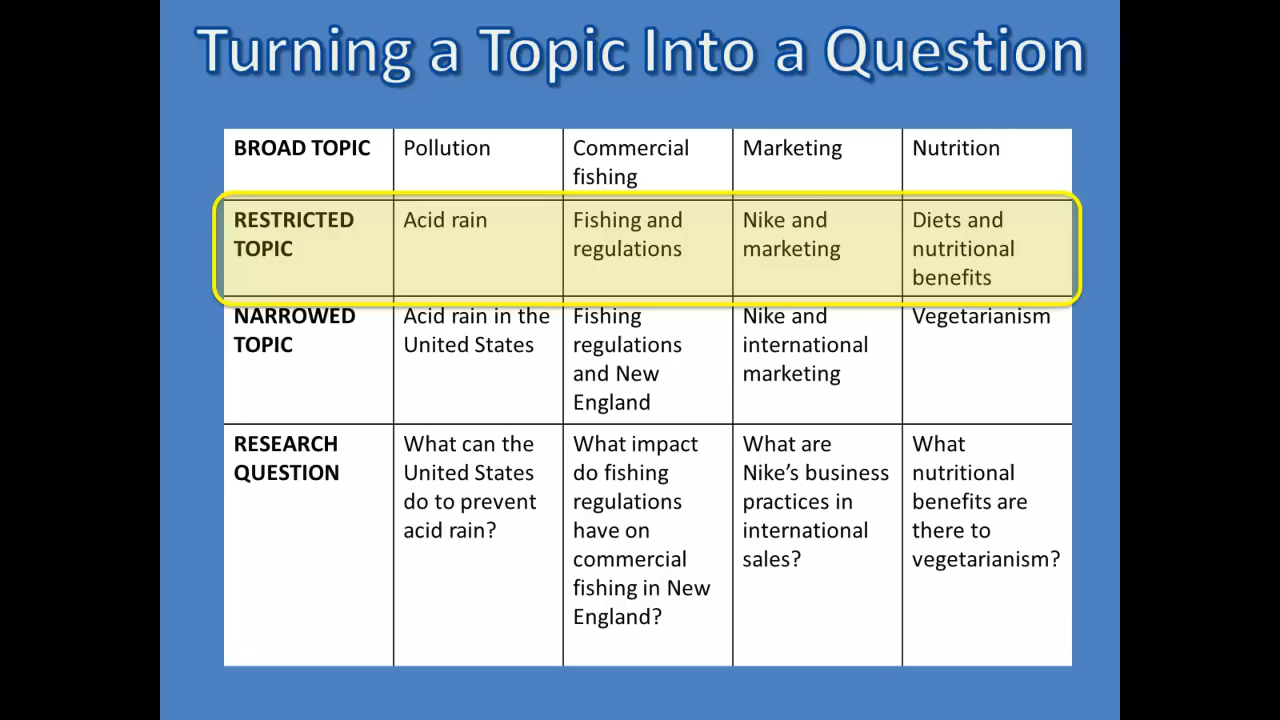 Turning a Topic Into a Question
BROAD TOPIC
Pollution
Commercial
fishing
Marketing
Nutrition
RESTRICTED
TOPIC
Acid rain
Fishing and
regulations
Nike and
marketing
Diets and
nutritional
benefits
NARROWED
TOPIC
Acid rain in the
United States
Fishing
regulations
and New
England
Nike and
international
marketing
Vegetarianism
RESEARCH
QUESTION
What can the
United States
do to prevent
acid rain?
What impact
do fishing
regulations
have on
commercial
fishing in New
England?
What are
Nike’s business
practices in
international
sales?
What
nutritional
benefits are
there to
vegetarianism?